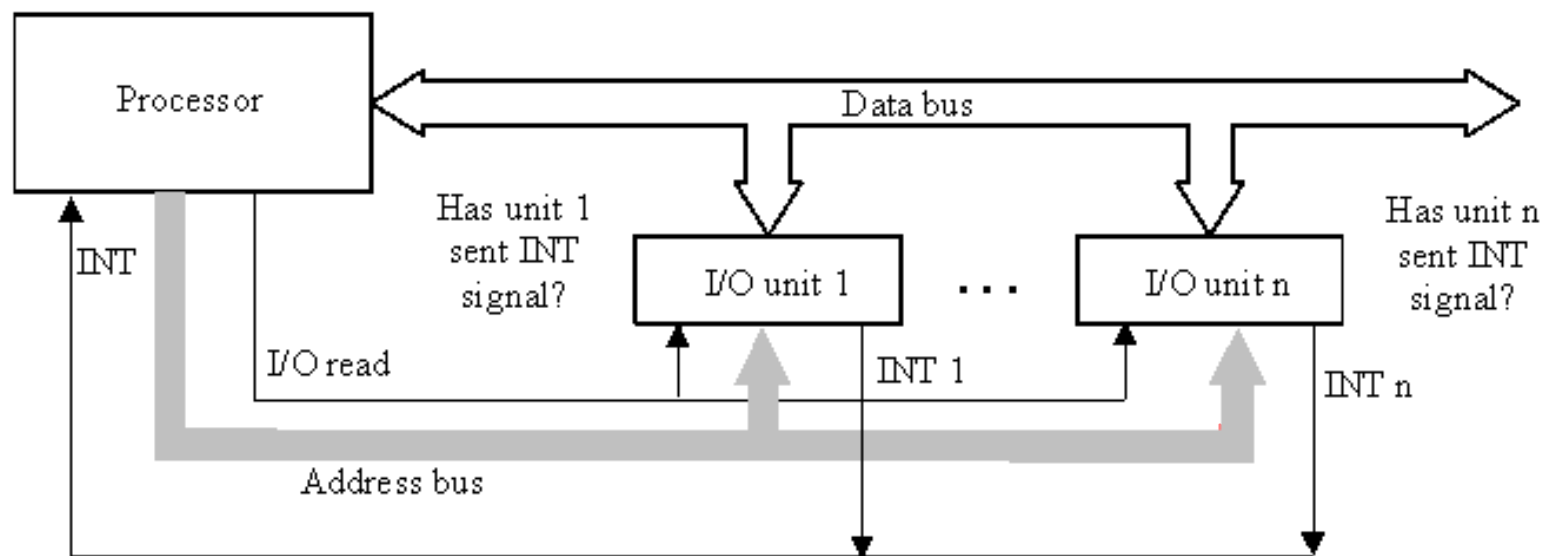 Processor
Data bus
Has unit 1
sent INT
signal?
Has unit n
sent INT
signal?
INT
I/O unit 1
...
I/O unit n
I/O read
INT 1
INT n
Address bus